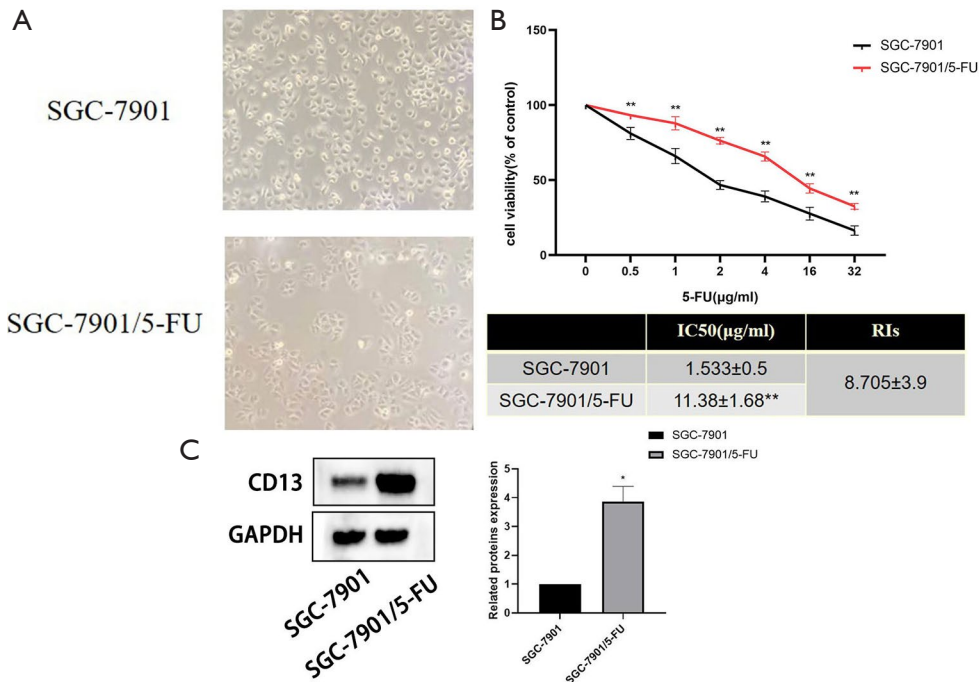 A
SGC-7901
SGC-7901/5-FU
B
150
100
50
0
cell viability(% of control)
0 0.5 1 2 4 16 32
5-FU(μg/ml)
SGC-7901
SGC-7901/5-FU
** ** ** ** ** ** **
IC50(μg/ml) RIs
SGC-7901 1.533±0.5 8.705±3.9
SGC-7901/5-FU 11.38±1.68**
C
CD13
GAPDH
SGC-7901
SGC-7901/5-FU
SGC-7901
SGC-7901/5-FU
Related proteins expression
5
4
3
2
1
0
*
SGC-7901
SGC-7901/5-FU